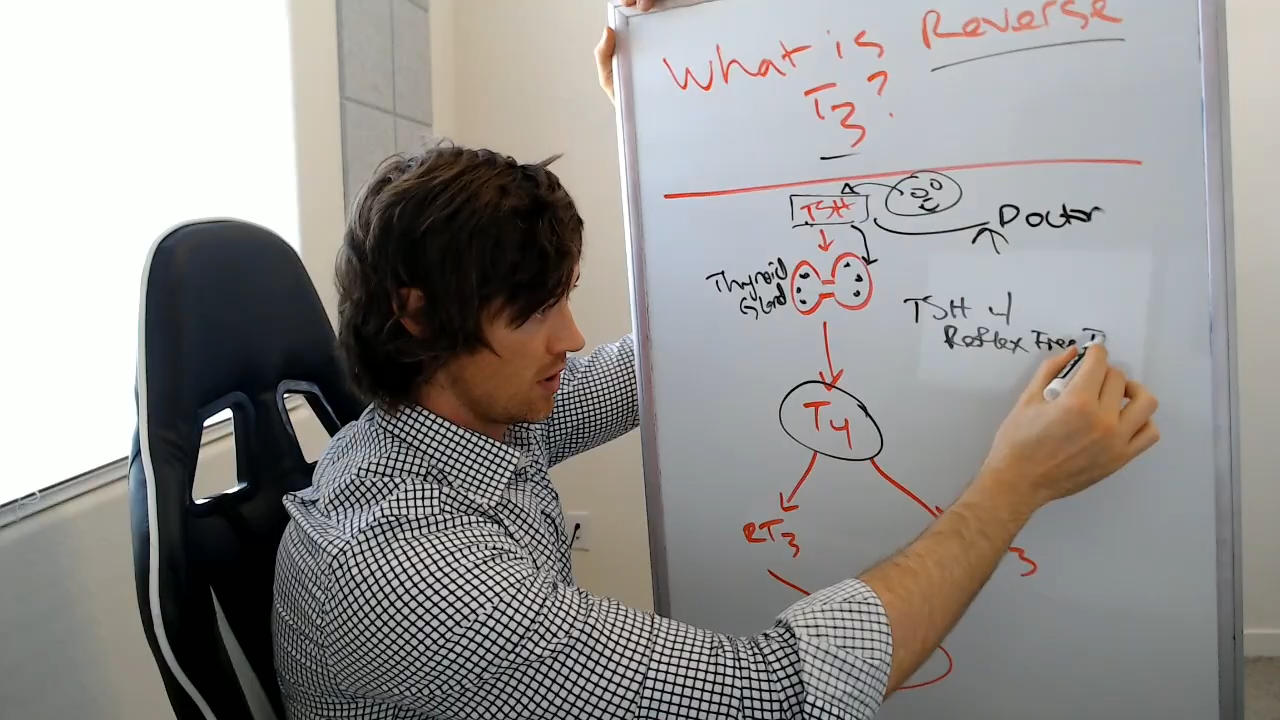 What is Reverse
T3?
TSH
Doctor
Thyroid
Gland
TSH w/
Reflex Free T
T4
RT3
3